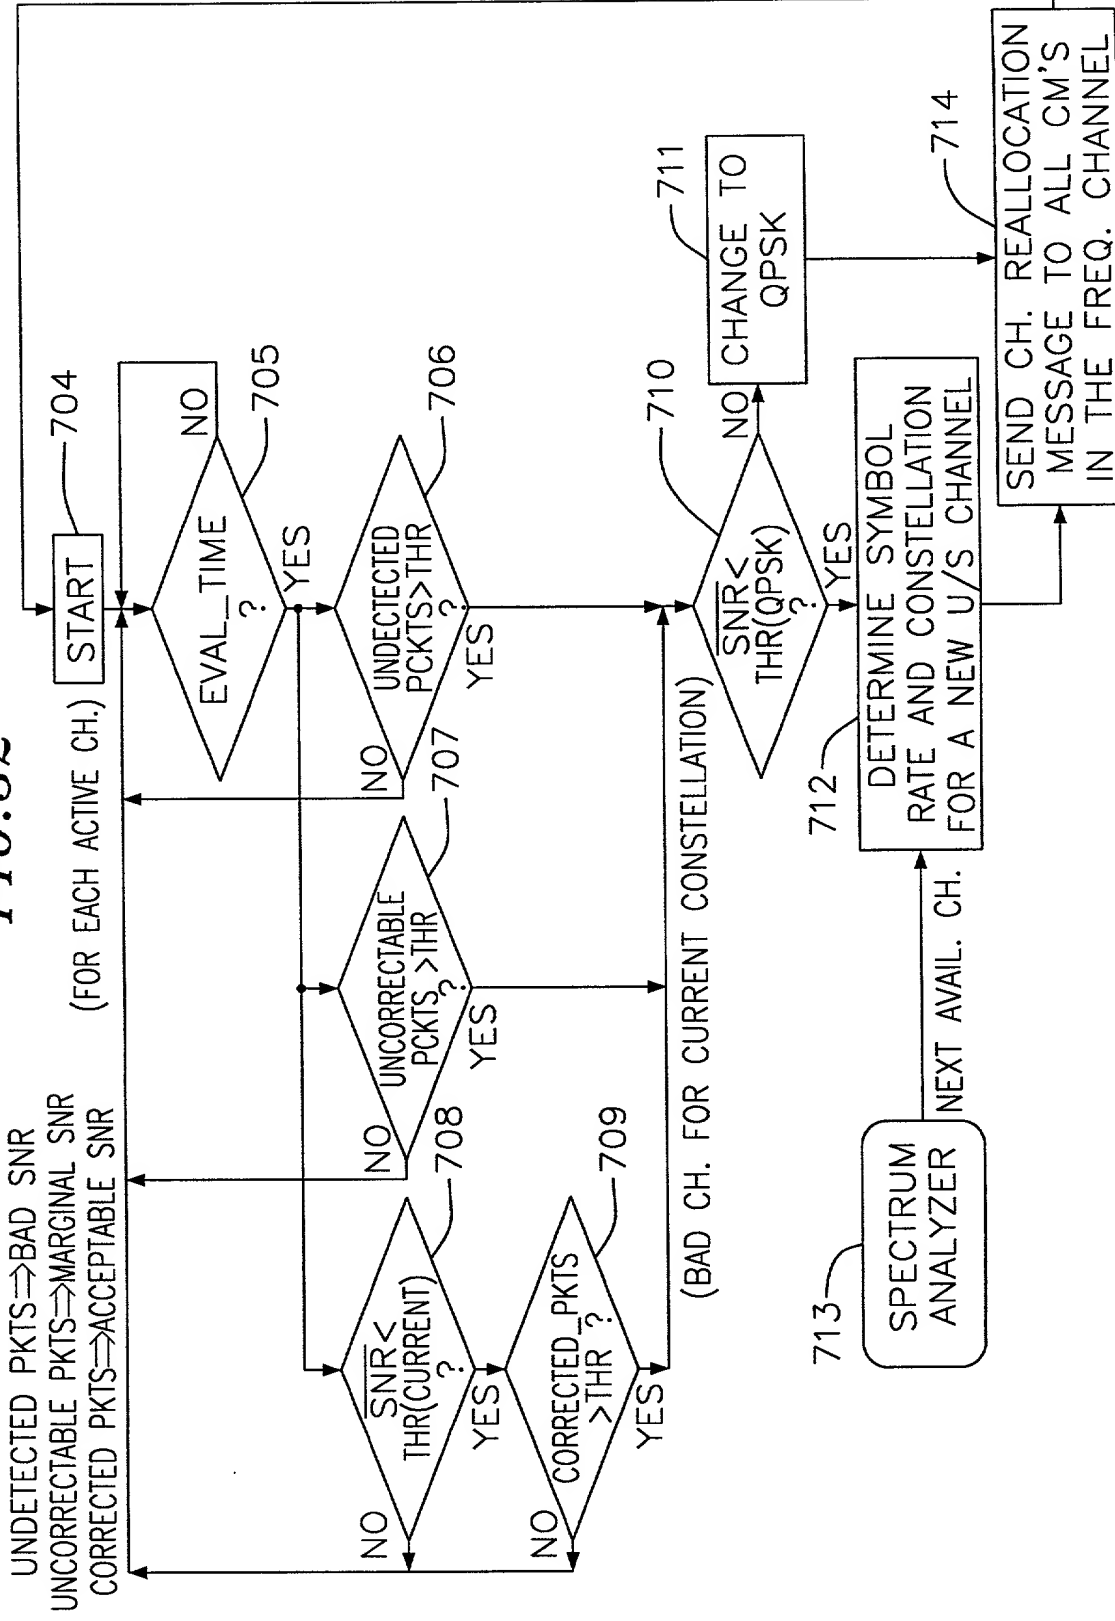 UNDETECTED PKTS⇒BAD SNR
UNCORRECTABLE PKTS⇒MARGINAL SNR
CORRECTED PKTS⇒ACCEPTABLE SNR
(FOR EACH ACTIVE CH.)
START
704
EVAL_TIME
?
705
NO
YES
UNDETECTED
PCKTS>THR
?
706
NO
YES
UNCORRECTABLE
PCKTS >THR
?
707
NO
YES
SNR<
THR(CURRENT)
?
708
NO
YES
CORRECTED_PKTS
>THR ?
709
NO
YES
(BAD CH. FOR CURRENT CONSTELLATION)
SNR<
THR(QPSK)
?
710
NO
YES
CHANGE TO
QPSK
711
DETERMINE SYMBOL
RATE AND CONSTELLATION
FOR A NEW U/S CHANNEL
712
SPECTRUM
ANALYZER
713
NEXT AVAIL. CH.
SEND CH. REALLOCATION
MESSAGE TO ALL CM'S
IN THE FREQ. CHANNEL
714